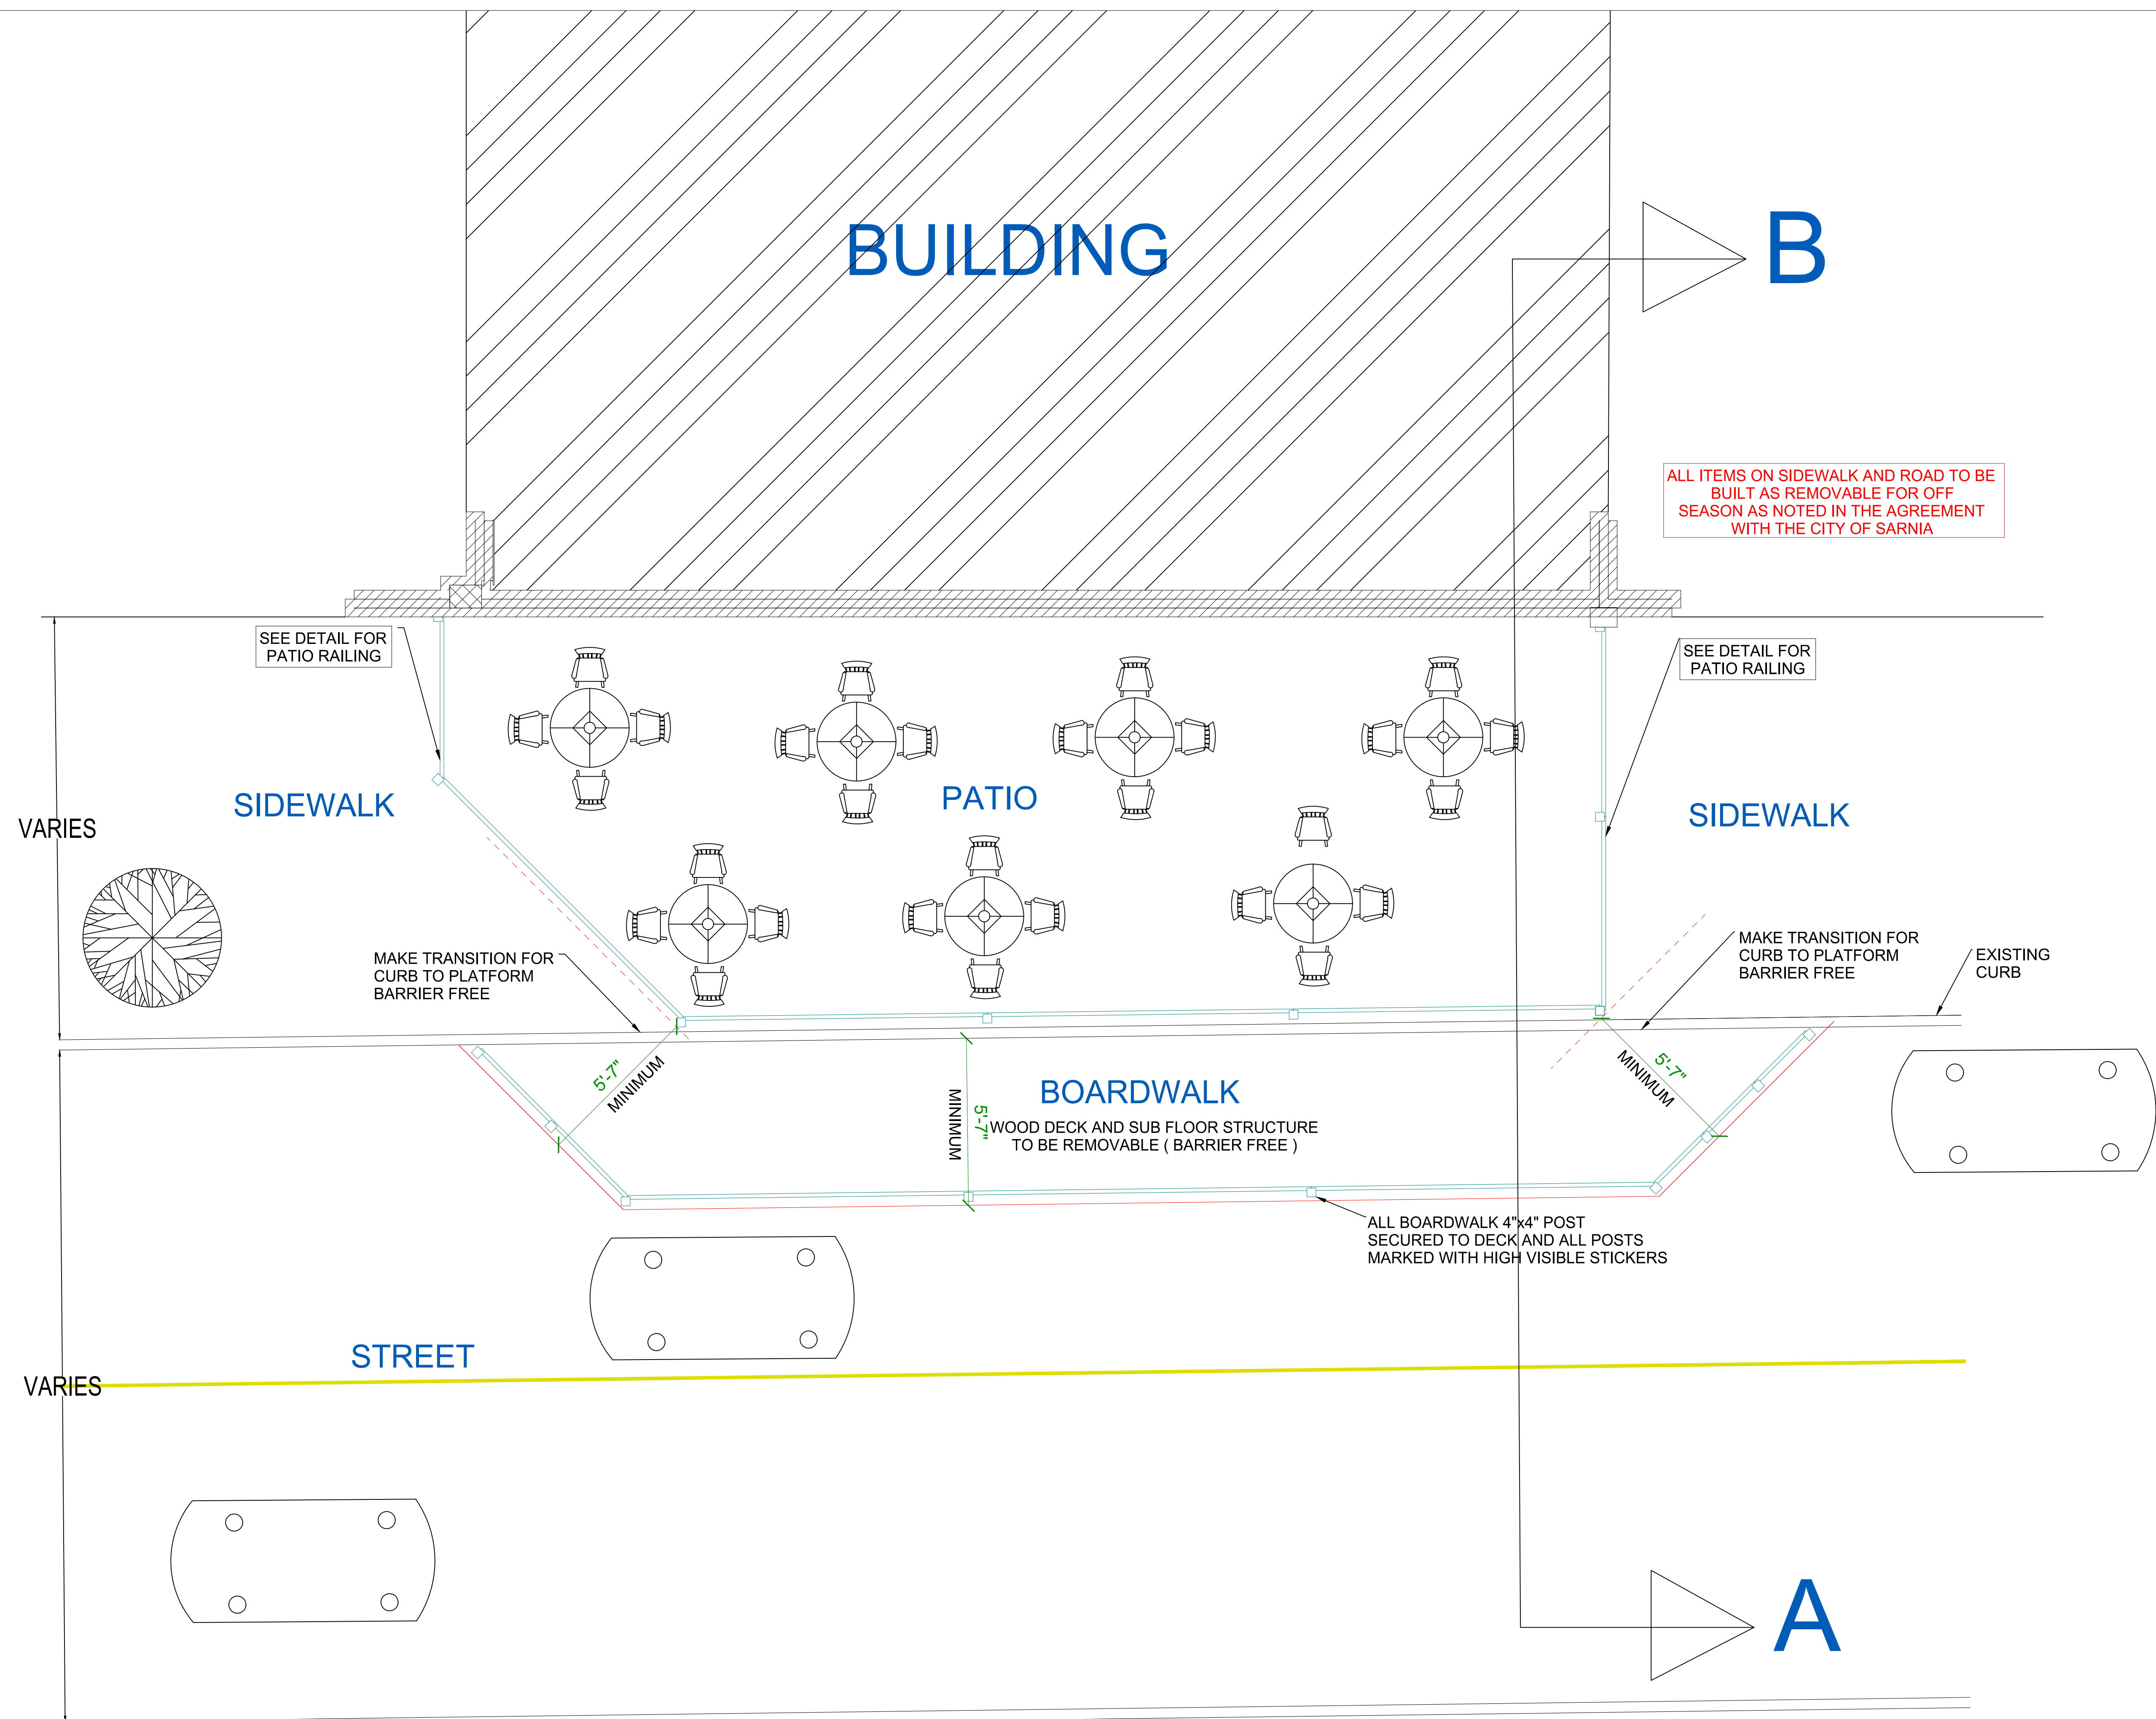 BUILDING
B
ALL ITEMS ON SIDEWALK AND ROAD TO BE
BUILT AS REMOVABLE FOR OFF
SEASON AS NOTED IN THE AGREEMENT
WITH THE CITY OF SARNIA
SEE DETAIL FOR
PATIO RAILING
SEE DETAIL FOR
PATIO RAILING
SIDEWALK
PATIO
SIDEWALK
VARIES
MAKE TRANSITION FOR
CURB TO PLATFORM
BARRIER FREE
MAKE TRANSITION FOR
CURB TO PLATFORM
BARRIER FREE
EXISTING
CURB
5'-7"
MINIMUM
5'-7"
MINIMUM
5'-7"
MINIMUM
BOARDWALK
WOOD DECK AND SUB FLOOR STRUCTURE
TO BE REMOVABLE ( BARRIER FREE )
ALL BOARDWALK 4"x4" POST
SECURED TO DECK AND ALL POSTS
MARKED WITH HIGH VISIBLE STICKERS
STREET
VARIES
A